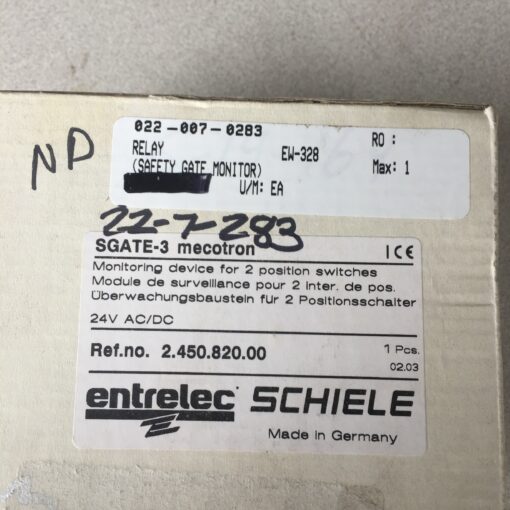 022-007-0283
RELAY EW-328 RO :
(SAFETY GATE MONITOR) Max: 1
U/M: EA
ND
22-7-283
SGATE-3 mecotron CE
Monitoring device for 2 position switches
Module de surveillance pour 2 inter. de pos.
Überwachungsbaustein für 2 Positionsschalter
24V AC/DC
Ref.no. 2.450.820.00 1 Pcs.
02.03
entrelec SCHIELE
Made in Germany